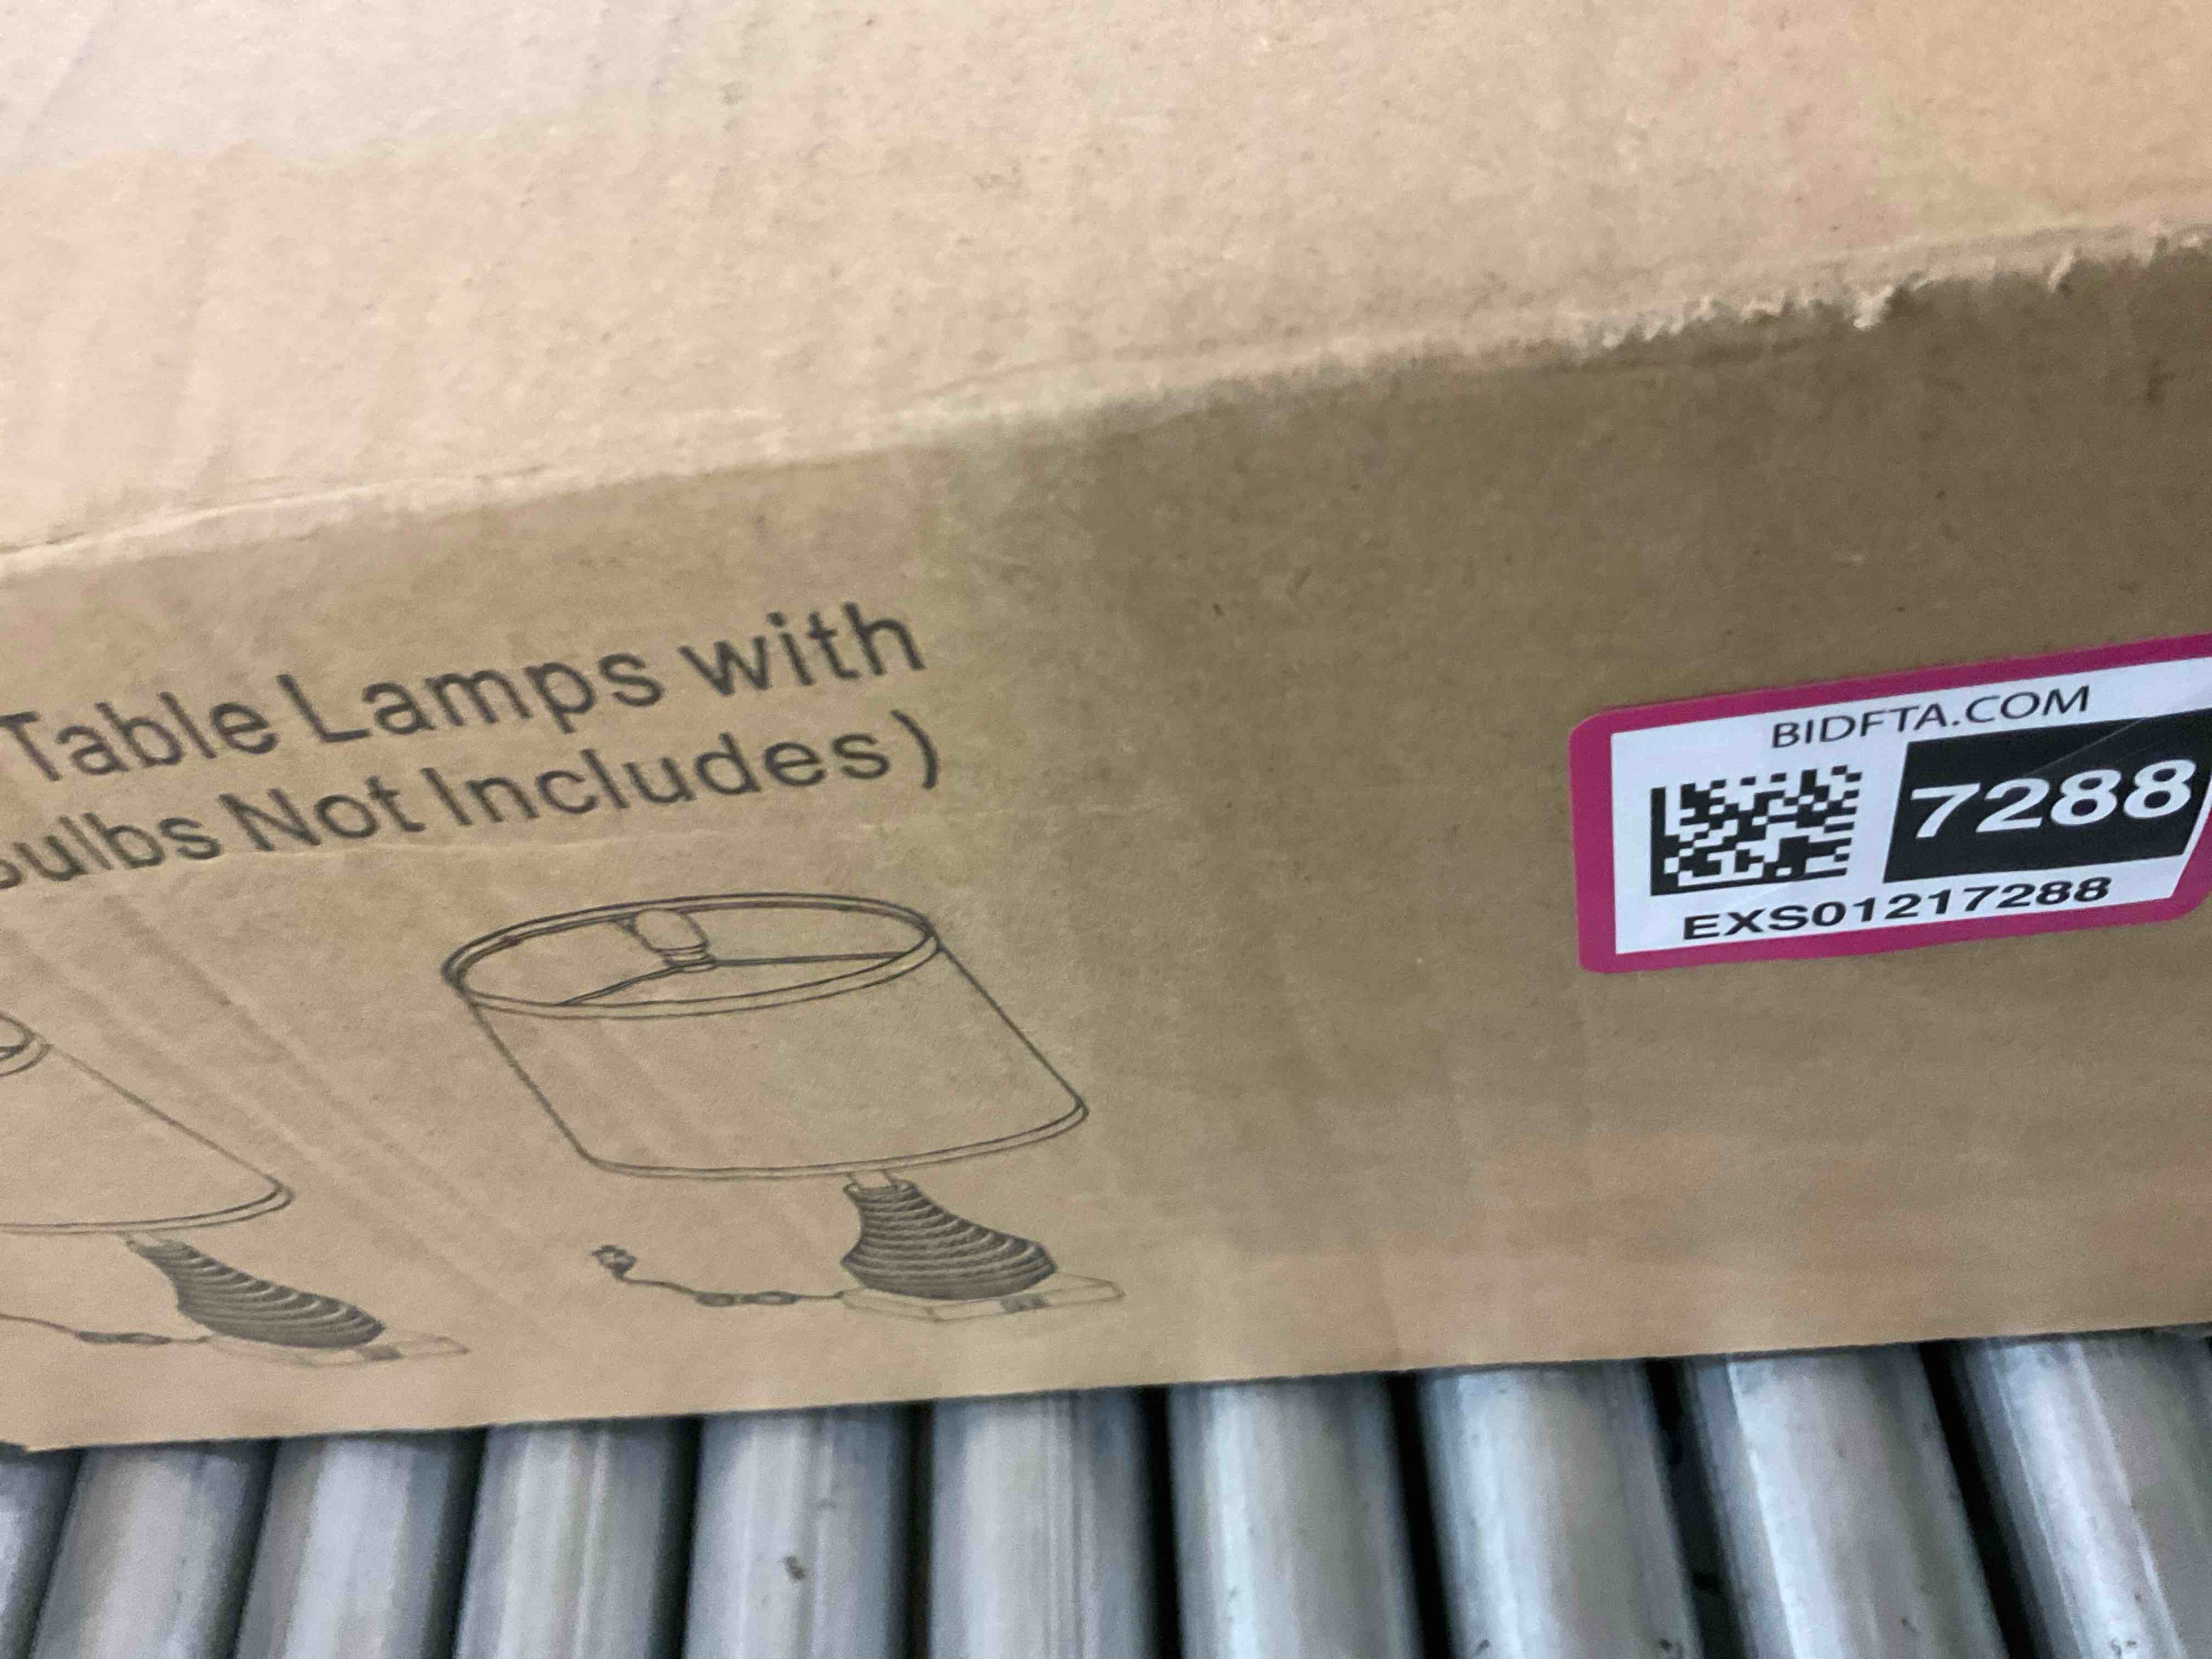 Table Lamps with
ulbs Not Includes)
BIDFTA.COM
7288
EXS01217288